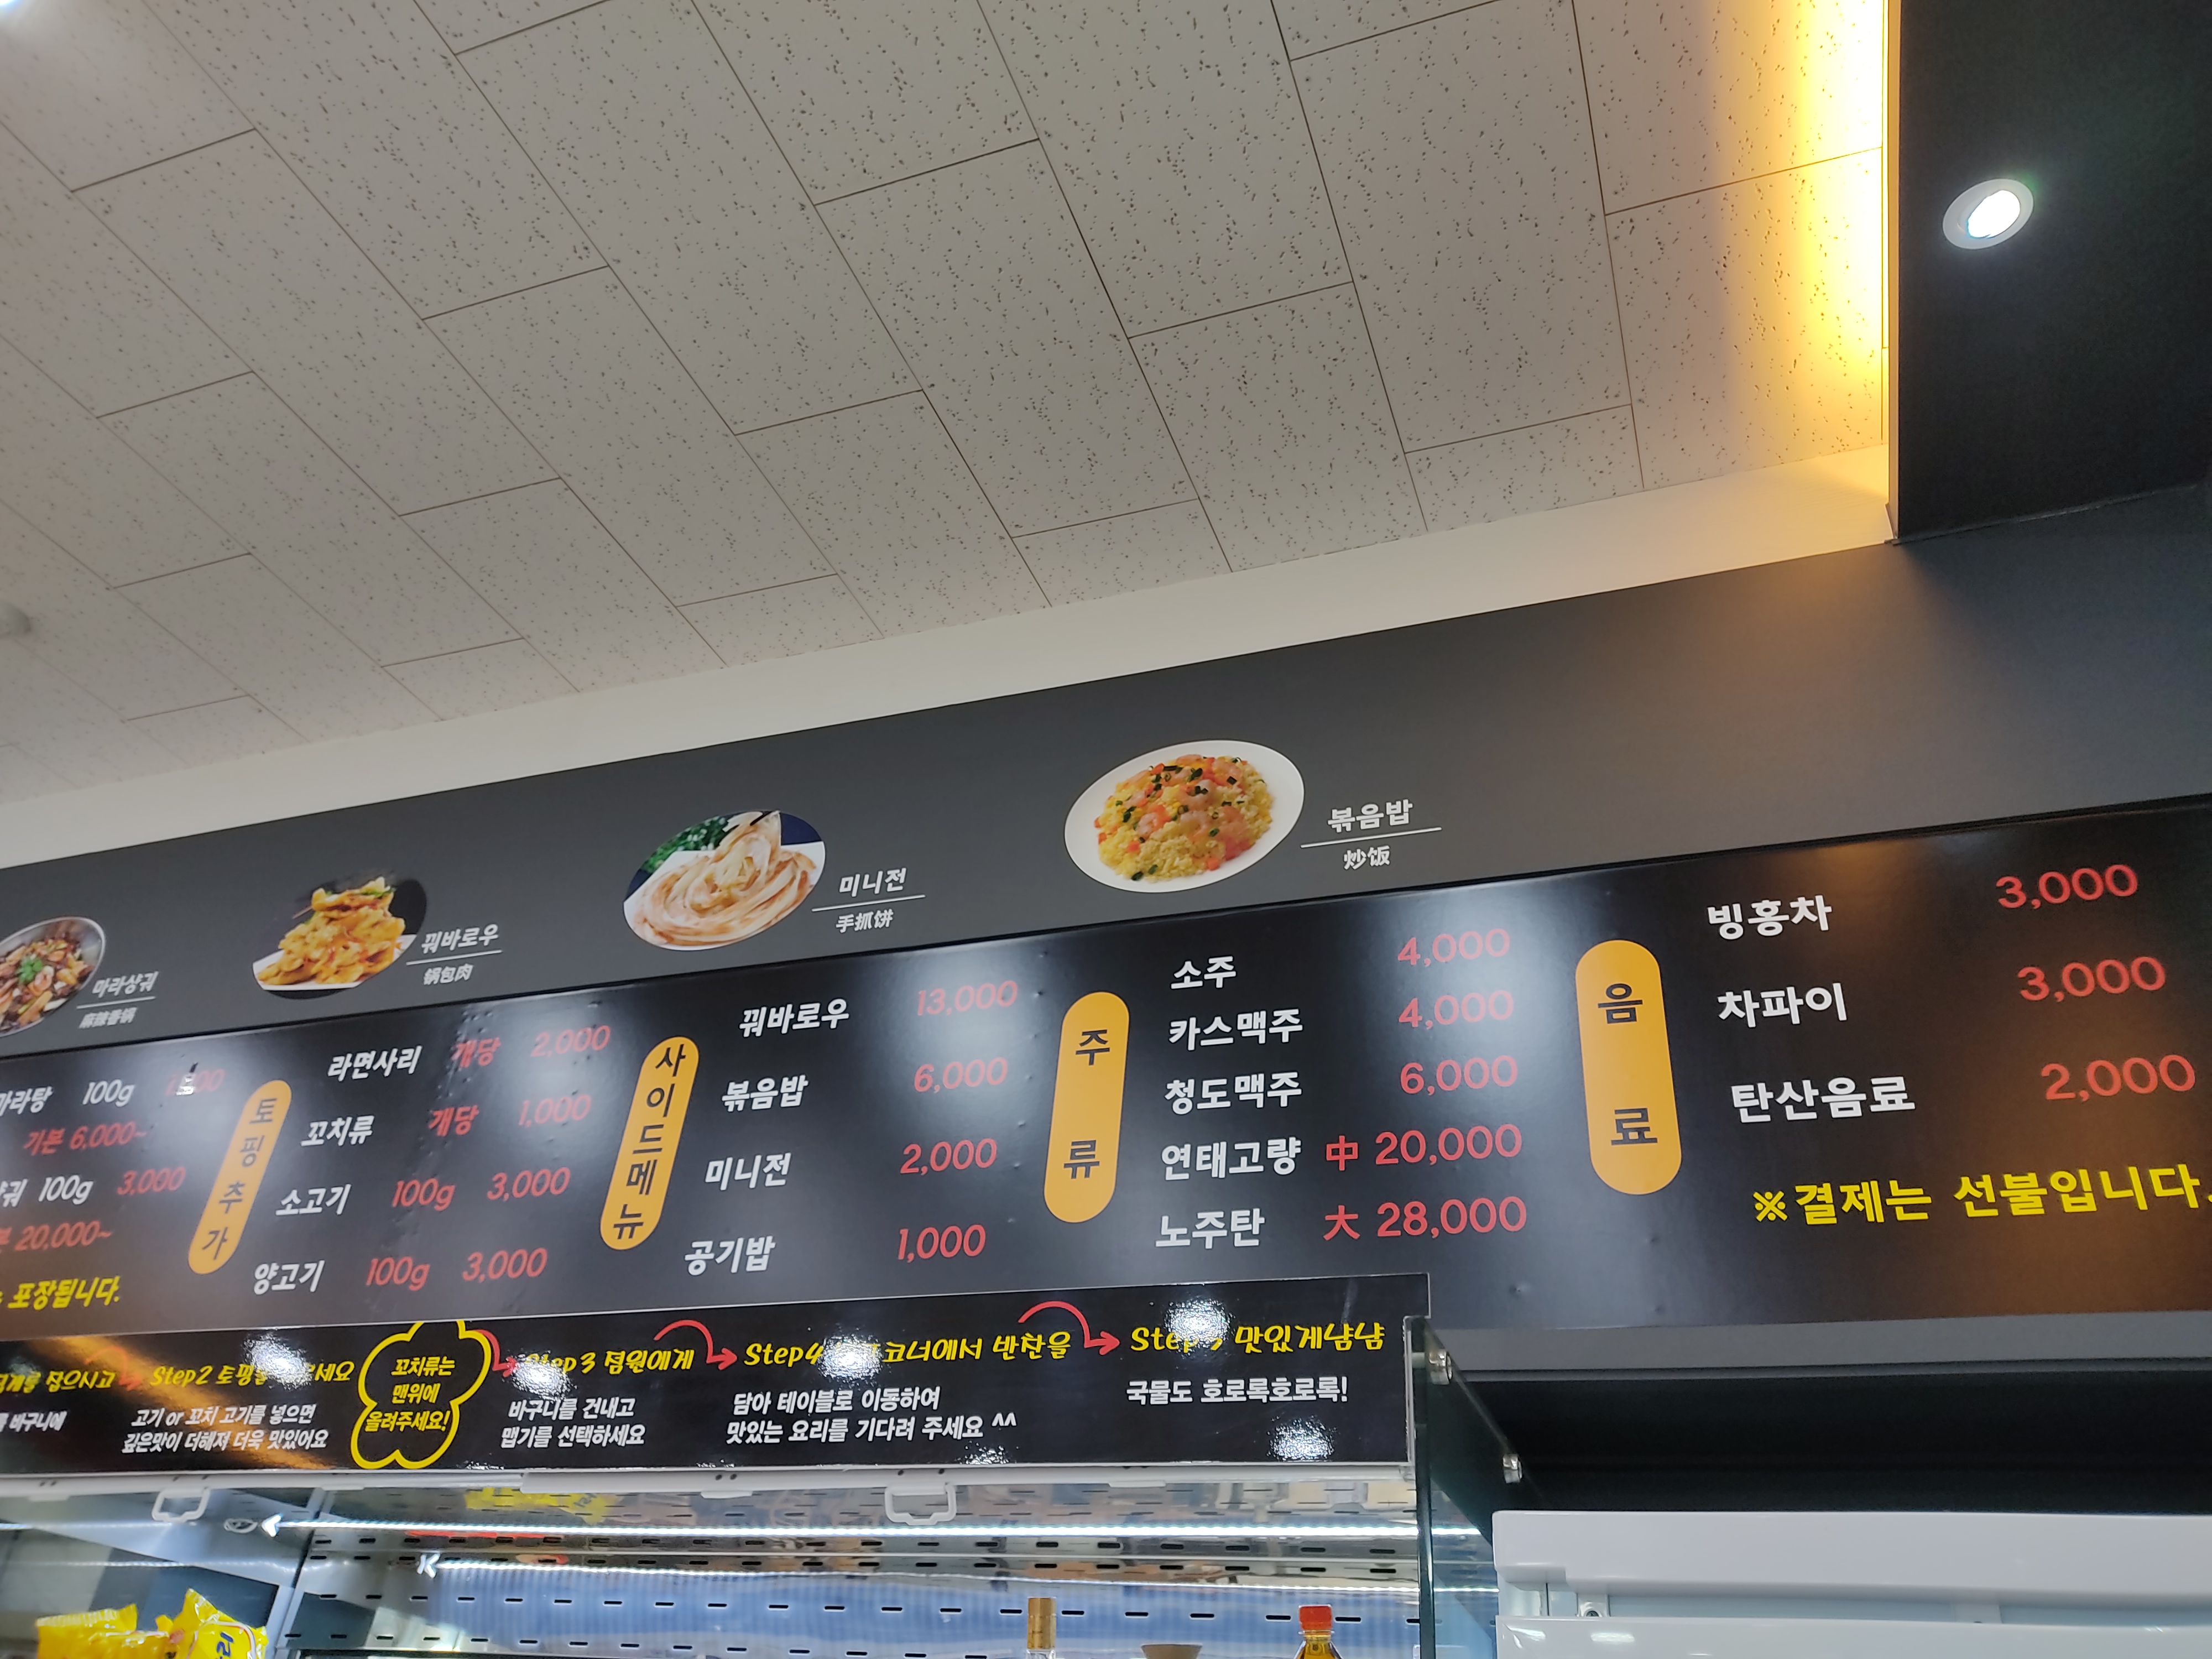 마라샹궈
麻辣香锅
꿔바로우
锅包肉
미니전
手抓饼
볶음밥
炒饭
마라탕 100g
기본 6,000~
100g 3,000
20,000~
포장됩니다.
토핑추가
라면사리 개당 2,000
꼬치류 개당 1,000
소고기 100g 3,000
양고기 100g 3,000
사이드메뉴
꿔바로우 13,000
볶음밥 6,000
미니전 2,000
공기밥 1,000
주류
소주 4,000
카스맥주 4,000
청도맥주 6,000
연태고량 中 20,000
노주탄 大 28,000
음료
빙홍차 3,000
차파이 3,000
탄산음료 2,000
※결제는 선불입니다.
집으시고
바구니에
Step2
고기 or 꼬치 고기를 넣으면
깊은맛이 더해져 더욱 맛있어요
꼬치류는
맨위에
올려주세요!
Step3 점원에게
바구니를 건내고
맵기를 선택하세요
Step4 코너에서 반찬을
담아 테이블로 이동하여
맛있는 요리를 기다려 주세요 ^^
맛있게냠냠
국물도 호로록호로록!